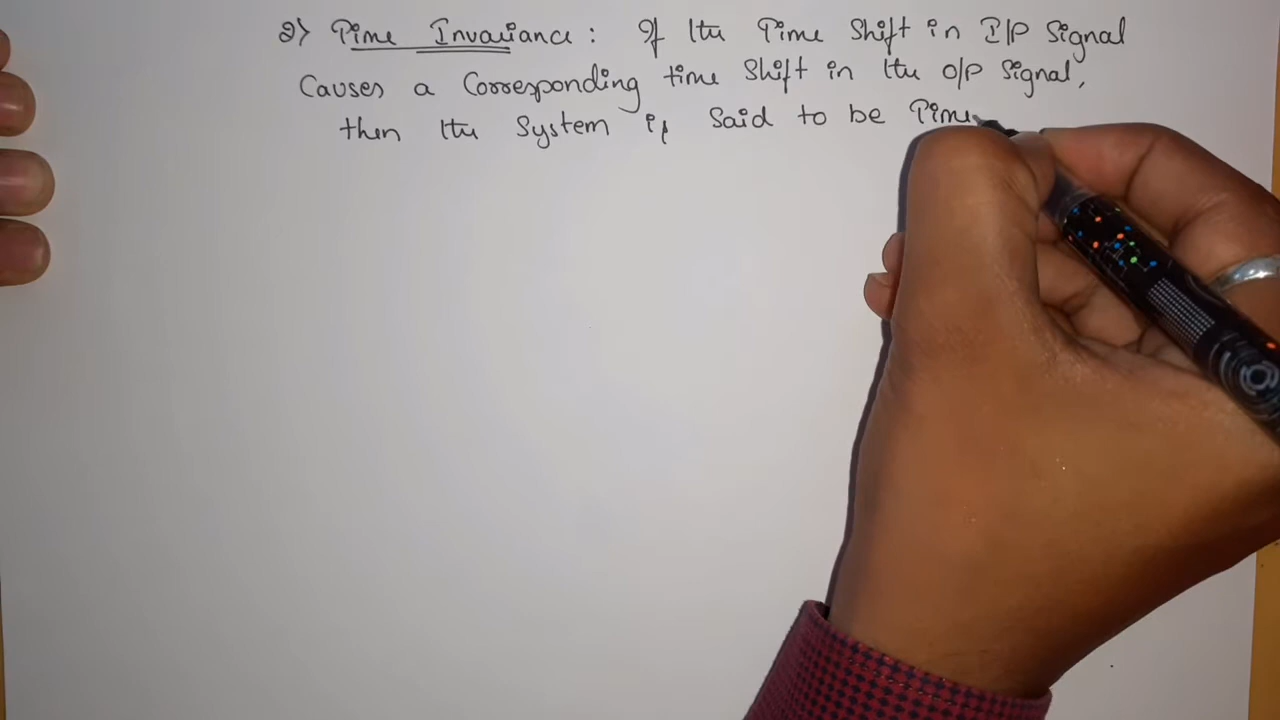 2) Time Invariance : If the Time Shift in I/P Signal
Causes a Corresponding time Shift in the O/P Signal,
then the System is Said to be Time